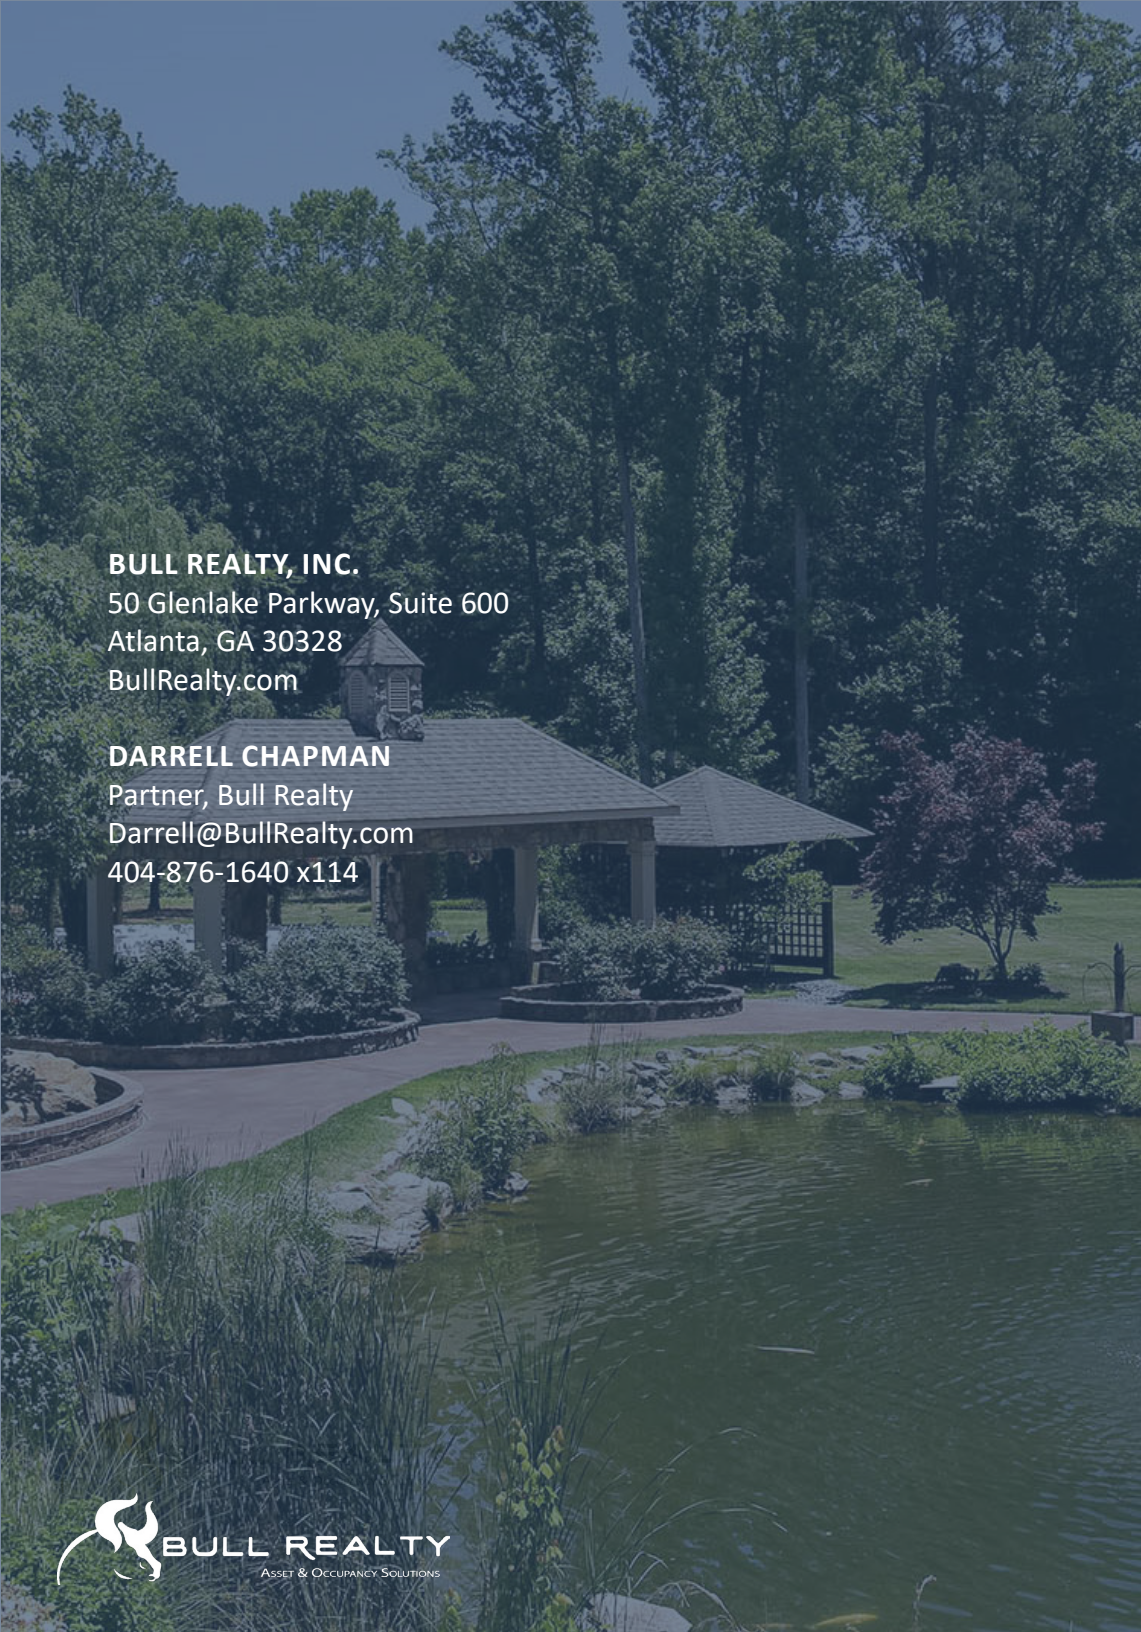 BULL REALTY, INC.
50 Glenlake Parkway, Suite 600
Atlanta, GA 30328
BullRealty.com
DARRELL CHAPMAN
Partner, Bull Realty
Darrell@BullRealty.com
404-876-1640 x114
BULL REALTY
ASSET & OCCUPANCY SOLUTIONS